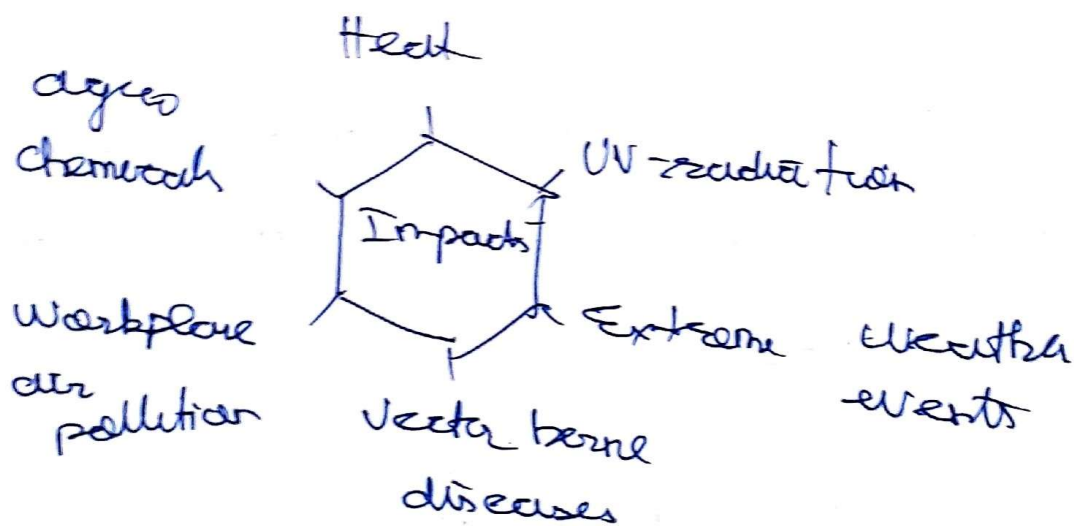 Heat
agro
chemicals
UV-radiation
Impacts
Workplace
air
pollution
Extreme weather
events
Vector borne
diseases